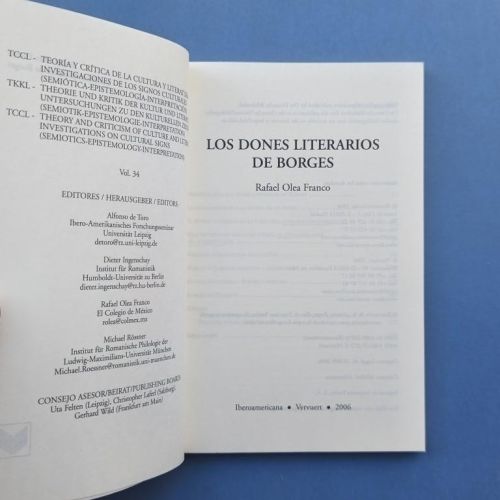 TCCL - TEORÍA Y CRÍTICA DE LA CULTURA Y LITERATURA
INVESTIGACIONES DE LOS SIGNOS CULTURALES
(SEMIÓTICA-EPISTEMOLOGÍA-INTERPRETACIÓN)
TKKL - THEORIE UND KRITIK DER KULTUR UND LITERATUR
UNTERSUCHUNGEN ZU DEN KULTURELLEN
(SEMIOTIK-EPISTEMOLOGIE-INTERPRETATION)
TCCL - THEORY AND CRITICISM OF CULTURE AND
INVESTIGATIONS ON CULTURAL SIGNS
(SEMIOTICS-EPISTEMOLOGY-INTERPRETATION)
Vol. 34
EDITORES / HERAUSGEBER / EDITORS:
Alfonso de Toro
Ibero-Amerikanisches Forschungsseminar
Universität Leipzig
detoro@rz.uni-leipzig.de
Dieter Ingenschay
Institut für Romanistik
Humboldt-Universität zu Berlin
dieter.ingenschay@rz.hu-berlin.de
Rafael Olea Franco
El Colegio de México
rolea@colmex.mx
Michael Rössner
Institut für Romanische Philologie der
Ludwig-Maximilians-Universität München
Michael.Roessner@romanistik.uni-muenchen.de
CONSEJO ASESOR/BEIRAT/PUBLISHING BOARD:
Uta Felten (Leipzig), Christopher Laferl (Salzburg),
Gerhard Wild (Frankfurt am Main)
LOS DONES LITERARIOS
DE BORGES
Rafael Olea Franco
Iberoamericana • Vervuert • 2006